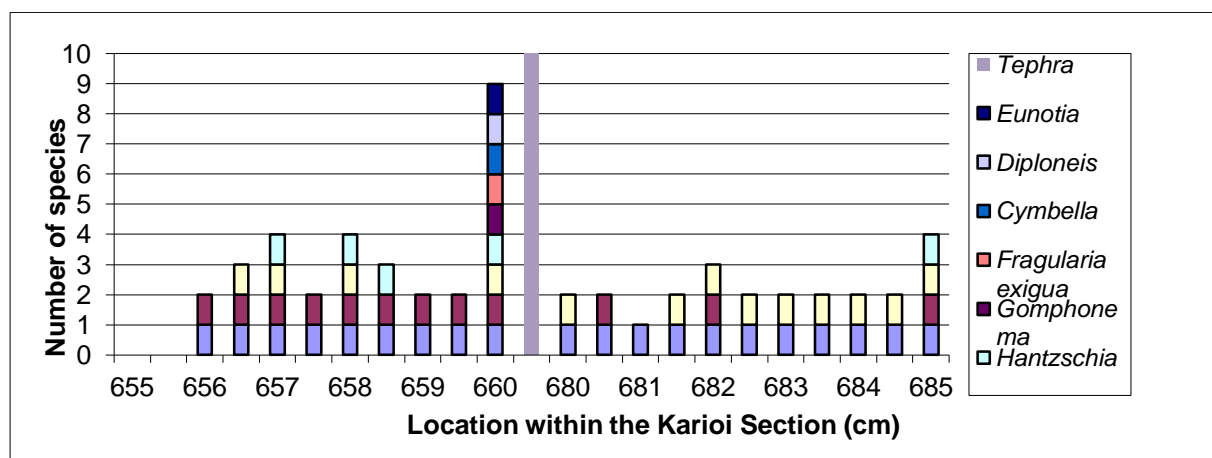 10
9
8
7
6
5
4
3
2
1
0
Number of species
655 656 657 658 659 660 680 681 682 683 684 685
Location within the Karioi Section (cm)
Tephra
Eunotia
Diploneis
Cymbella
Fragularia
exigua
Gomphone
ma
Hantzschia